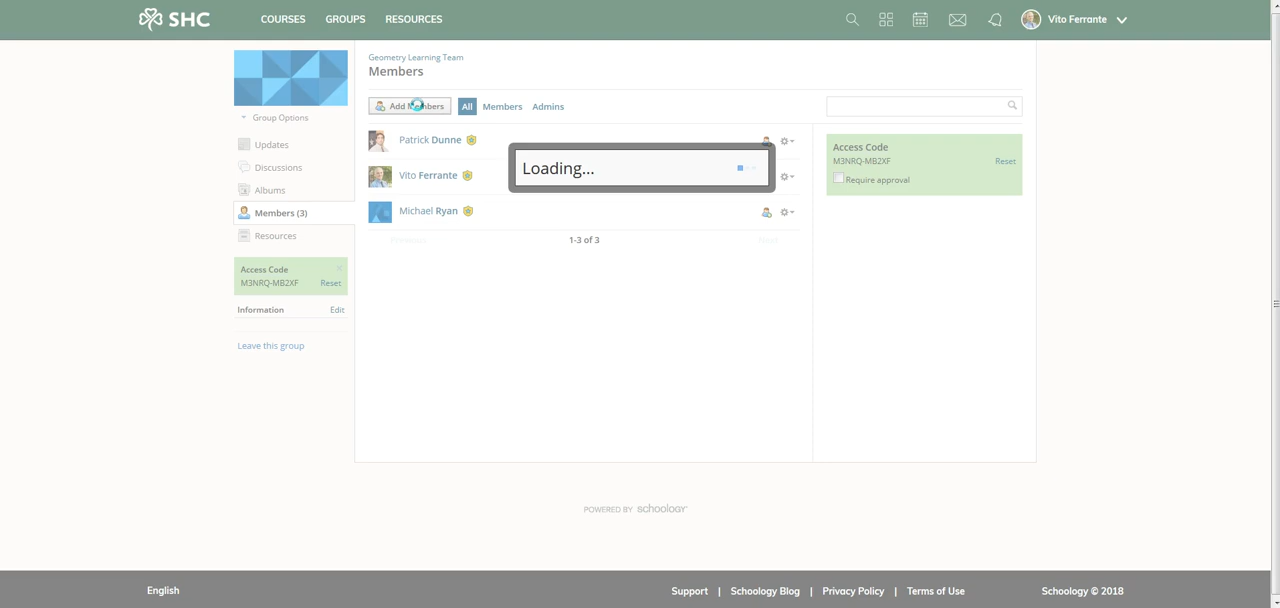 SHC
COURSES GROUPS RESOURCES
Vito Ferrante
Geometry Learning Team
Members
Add Members All Members Admins
Group Options
Updates
Discussions
Albums
Members (3)
Resources
Access Code
M3NRQ-MB2XF Reset
Information Edit
Leave this group
Patrick Dunne
Vito Ferrante
Michael Ryan
Previous 1-3 of 3 Next
Loading...
Access Code
M3NRQ-MB2XF Reset
Require approval
POWERED BY schoology
English
Support | Schoology Blog | Privacy Policy | Terms of Use
Schoology © 2018